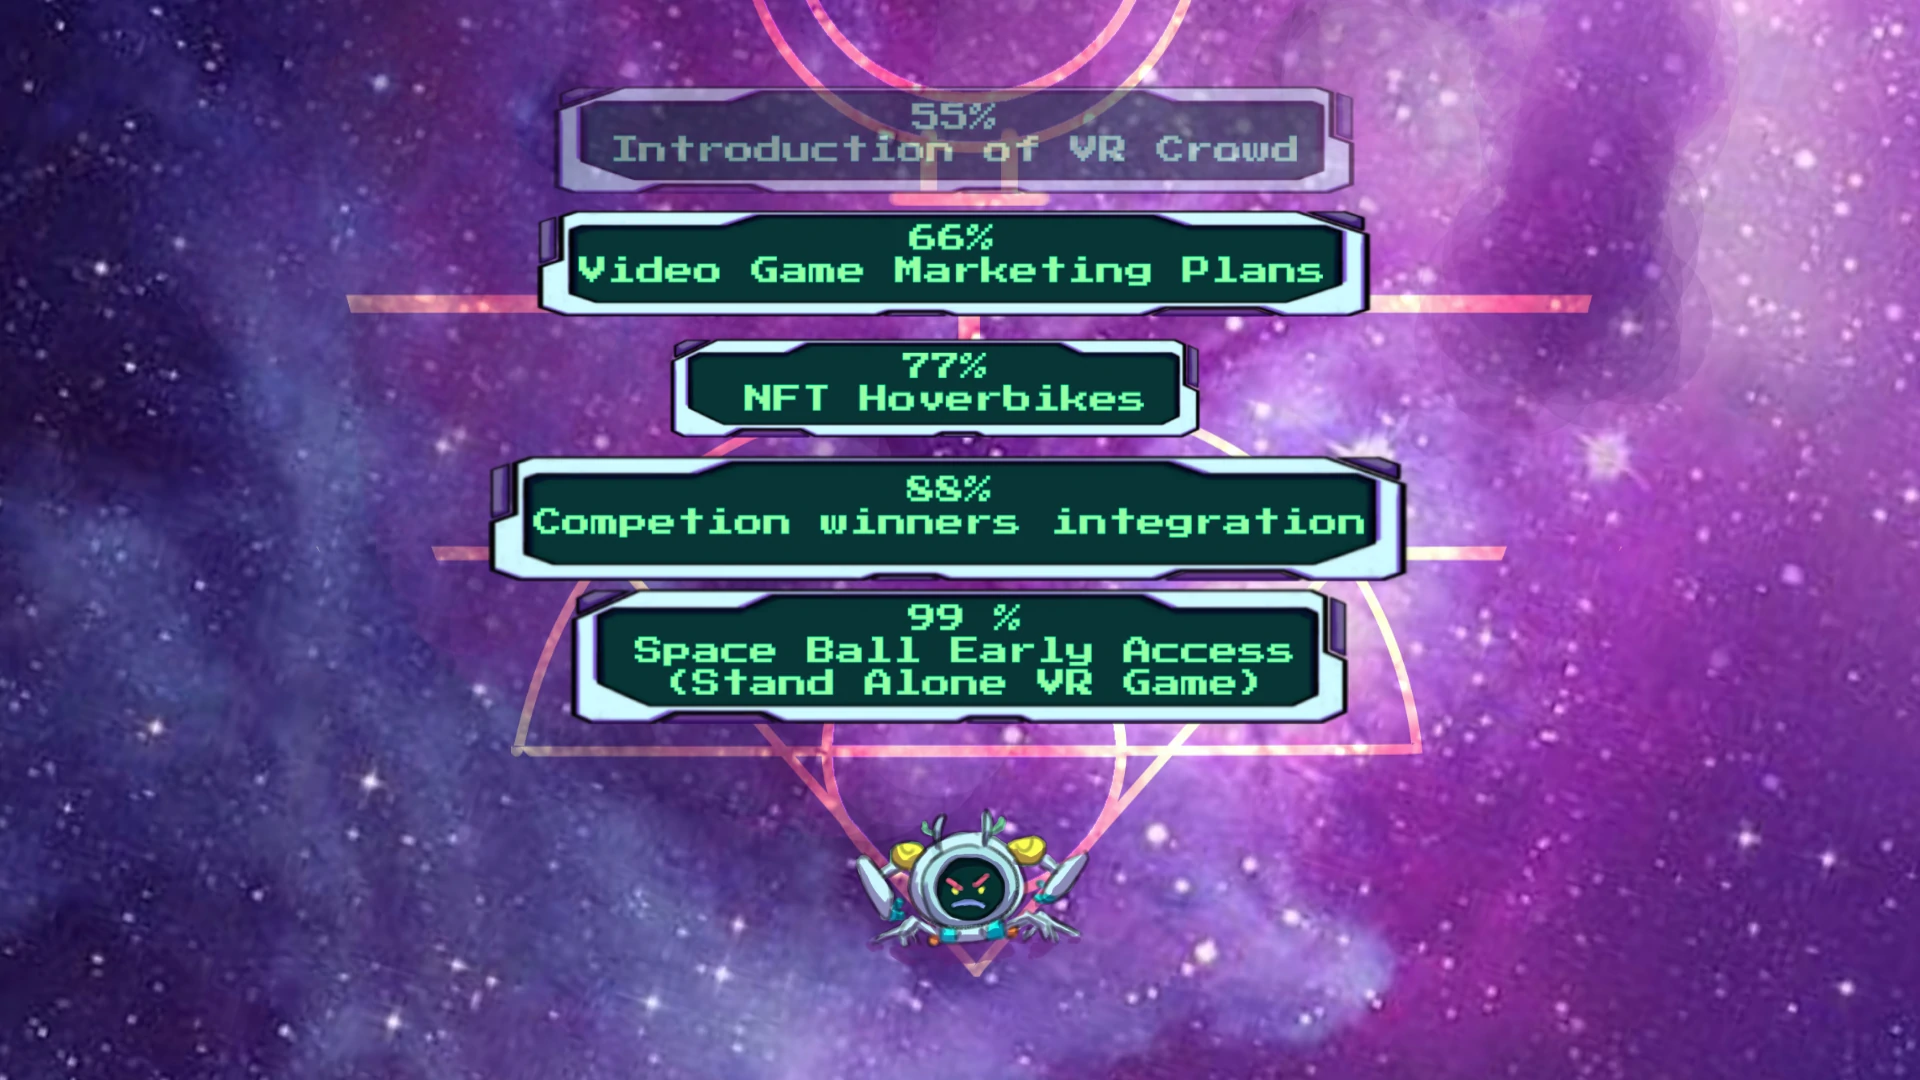 55%
Introduction of VR Crowd
66%
Video Game Marketing Plans
77%
NFT Hoverbikes
88%
Competion winners integration
99 %
Space Ball Early Access
(Stand Alone VR Game)